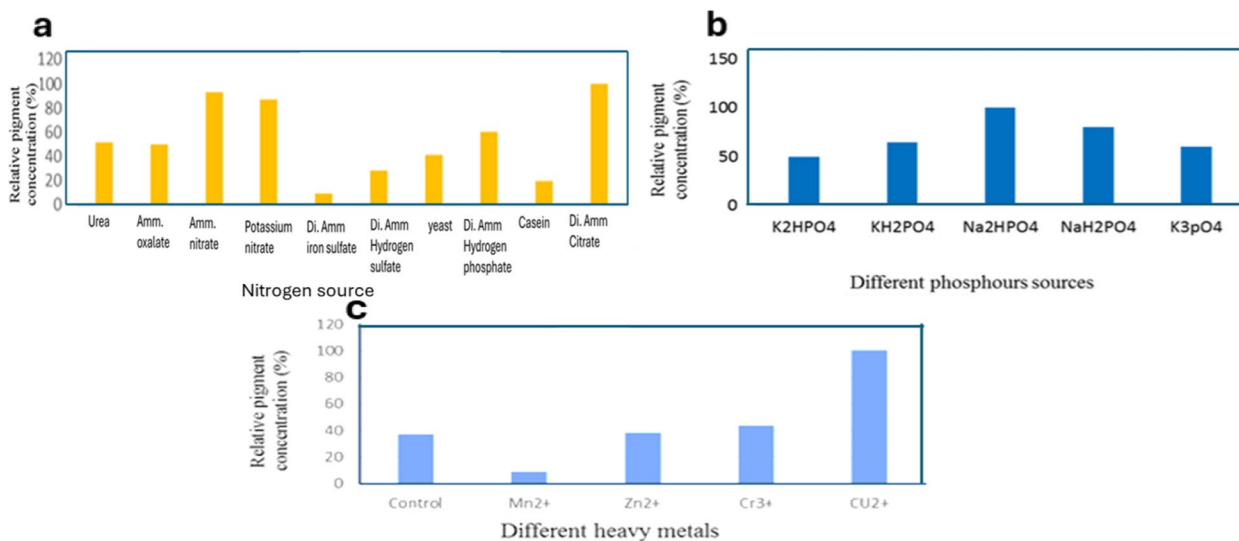 a
Relative pigment
concentration (%)
120
100
80
60
40
20
0
Urea
Amm.
oxalate
Amm.
nitrate
Potassium
nitrate
Di. Amm
iron sulfate
Di. Amm
Hydrogen
sulfate
yeast
Di. Amm
Hydrogen
phosphate
Casein
Di. Amm
Citrate
Nitrogen source
b
Relative pigment
concentration (%)
150
100
50
0
K2HPO4
KH2PO4
Na2HPO4
NaH2PO4
K3pO4
Different phosphours sources
c
Relative pigment
concentration (%)
120
100
80
60
40
20
0
Control
Mn2+
Zn2+
Cr3+
CU2+
Different heavy metals